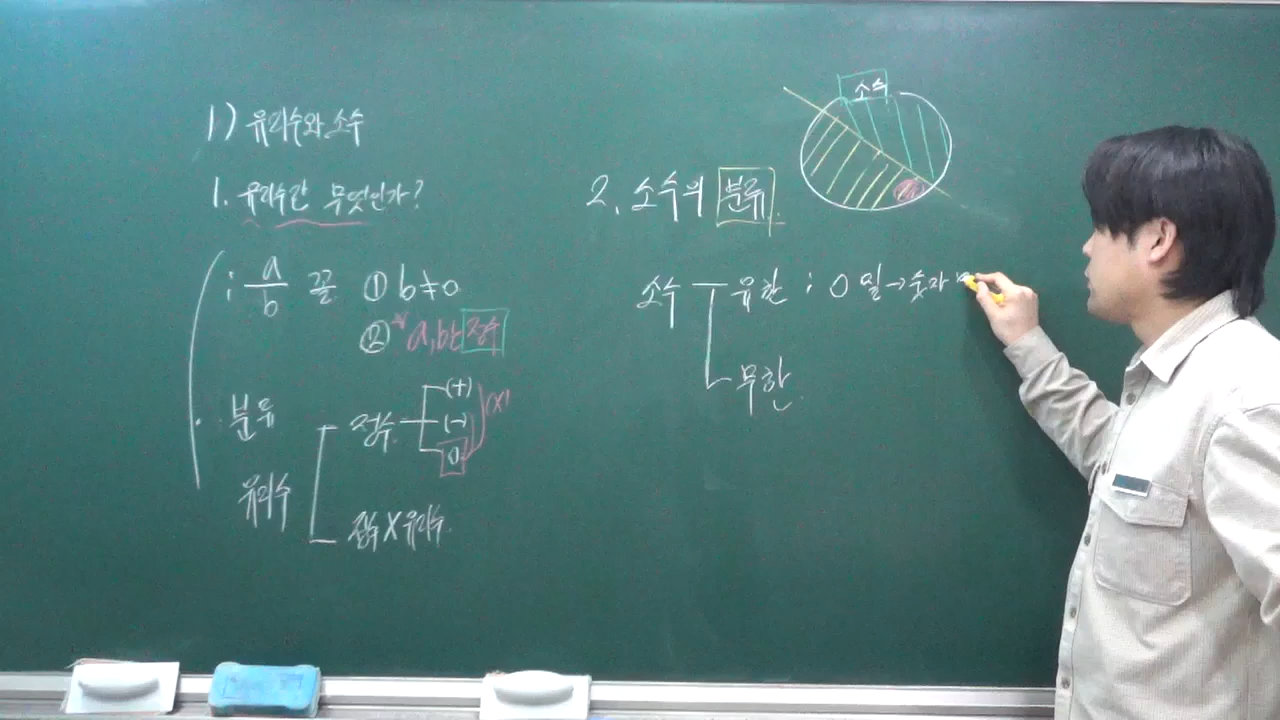 1) 유리수와 소수
1. 유리수란 무엇인가?
; a/b 꼴 ① b≠0
② * a,b는 정수
분류
유리수
정수
(+)
(-)
0
(X)
정수X유리수.
소수
2. 소수의 분류.
소수
유한 ; 0 밑→숫자
무한.